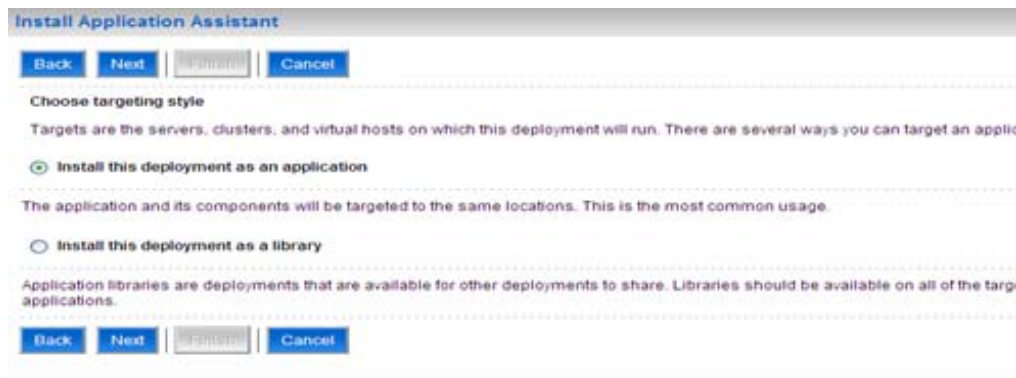 Install Application Assistant
Back Next Finish Cancel
Choose targeting style
Targets are the servers, clusters, and virtual hosts on which this deployment will run. There are several ways you can target an applic
Install this deployment as an application
The application and its components will be targeted to the same locations. This is the most common usage.
Install this deployment as a library
Application libraries are deployments that are available for other deployments to share. Libraries should be available on all of the targe
applications.
Back Next Finish Cancel